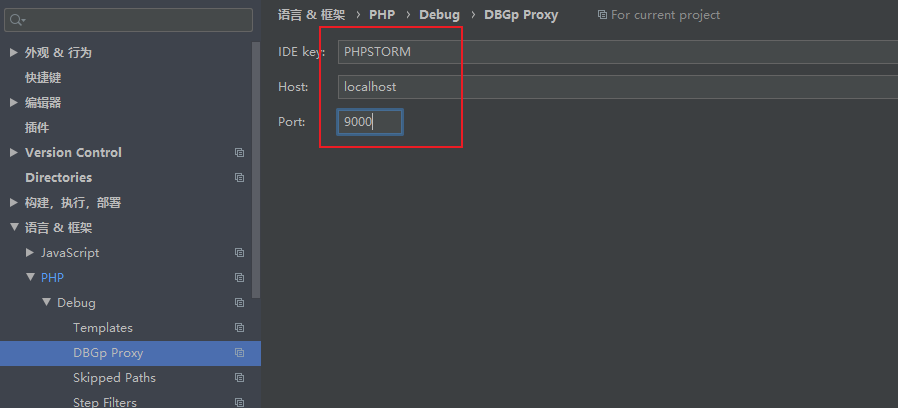 语言 & 框架 › PHP › Debug › DBGp Proxy For current project
外观 & 行为
快捷键
编辑器
插件
Version Control
Directories
构建，执行，部署
语言 & 框架
JavaScript
PHP
Debug
Templates
DBGp Proxy
Skipped Paths
Step Filters
IDE key: PHPSTORM
Host: localhost
Port: 9000